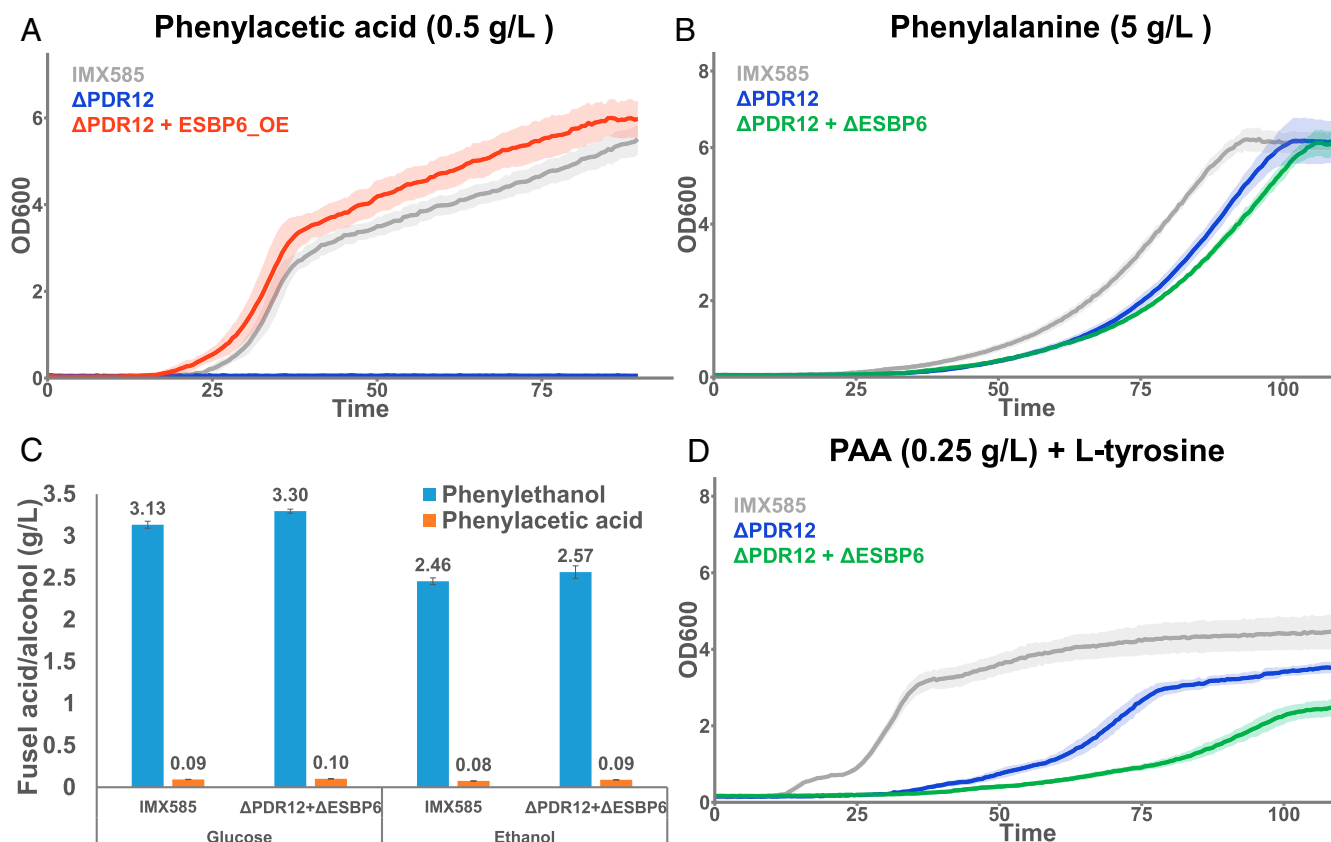 A
Phenylacetic acid (0.5 g/L )
IMX585
ΔPDR12
ΔPDR12 + ESBP6_OE
OD600
6
4
2
0
0 25 50 75
Time
B
Phenylalanine (5 g/L )
IMX585
ΔPDR12
ΔPDR12 + ΔESBP6
OD600
8
6
4
2
0
0 25 50 75 100
Time
C
Fusel acid/alcohol (g/L)
3.5
3
2.5
2
1.5
1
0.5
0
Phenylethanol
Phenylacetic acid
3.13 0.09 3.30 0.10 2.46 0.08 2.57 0.09
IMX585 ΔPDR12+ΔESBP6 IMX585 ΔPDR12+ΔESBP6
Glucose Ethanol
D
PAA (0.25 g/L) + L-tyrosine
IMX585
ΔPDR12
ΔPDR12 + ΔESBP6
OD600
8
6
4
2
0
0 25 50 75 100
Time